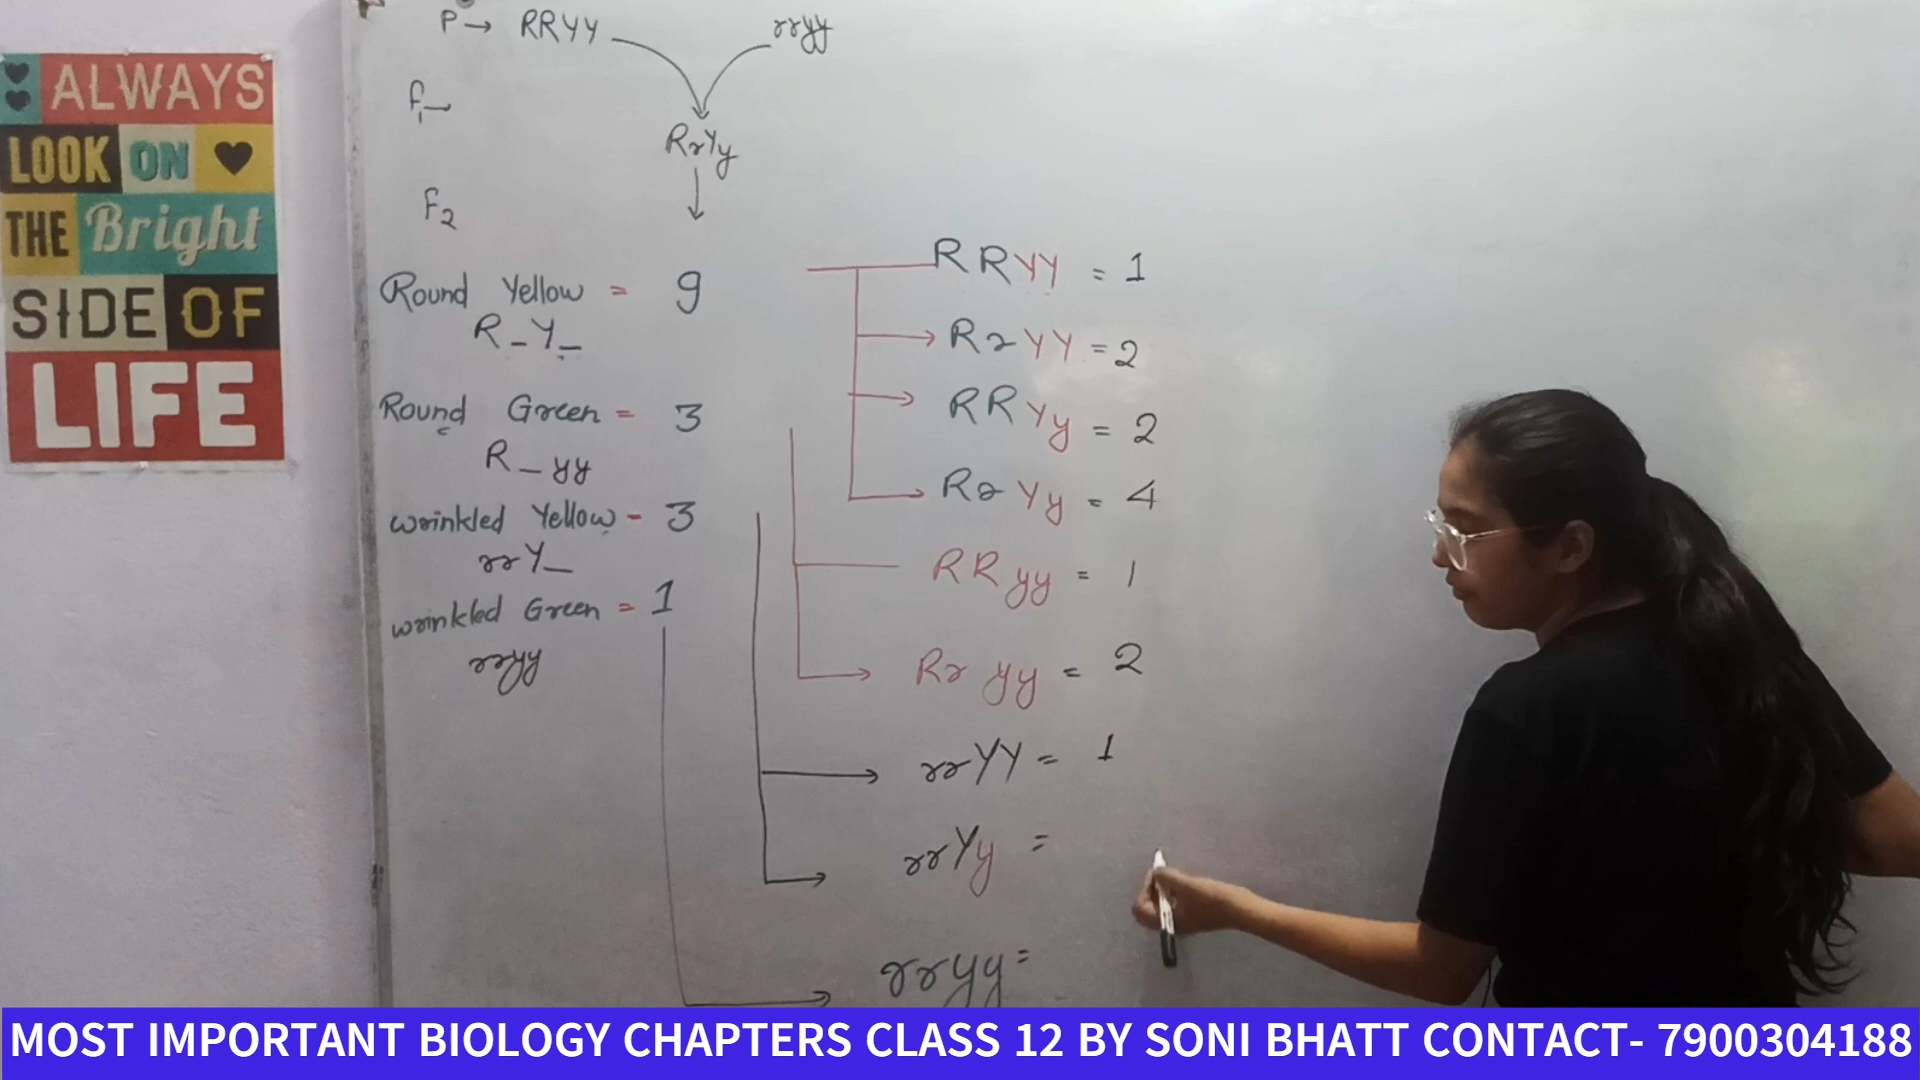 ALWAYS
LOOK ON
THE Bright
SIDE OF
LIFE
P → RRYY rryy
F1
RrYy
F2
Round Yellow = 9
R_Y_
Round Green = 3
R_yy
wrinkled Yellow - 3
rrY_
wrinkled Green = 1
rryy
RRYY = 1
RrYY = 2
RRYy = 2
RrYy = 4
RRyy = 1
Rryy = 2
rrYY = 1
rrYy =
rryy =
MOST IMPORTANT BIOLOGY CHAPTERS CLASS 12 BY SONI BHATT CONTACT- 7900304188